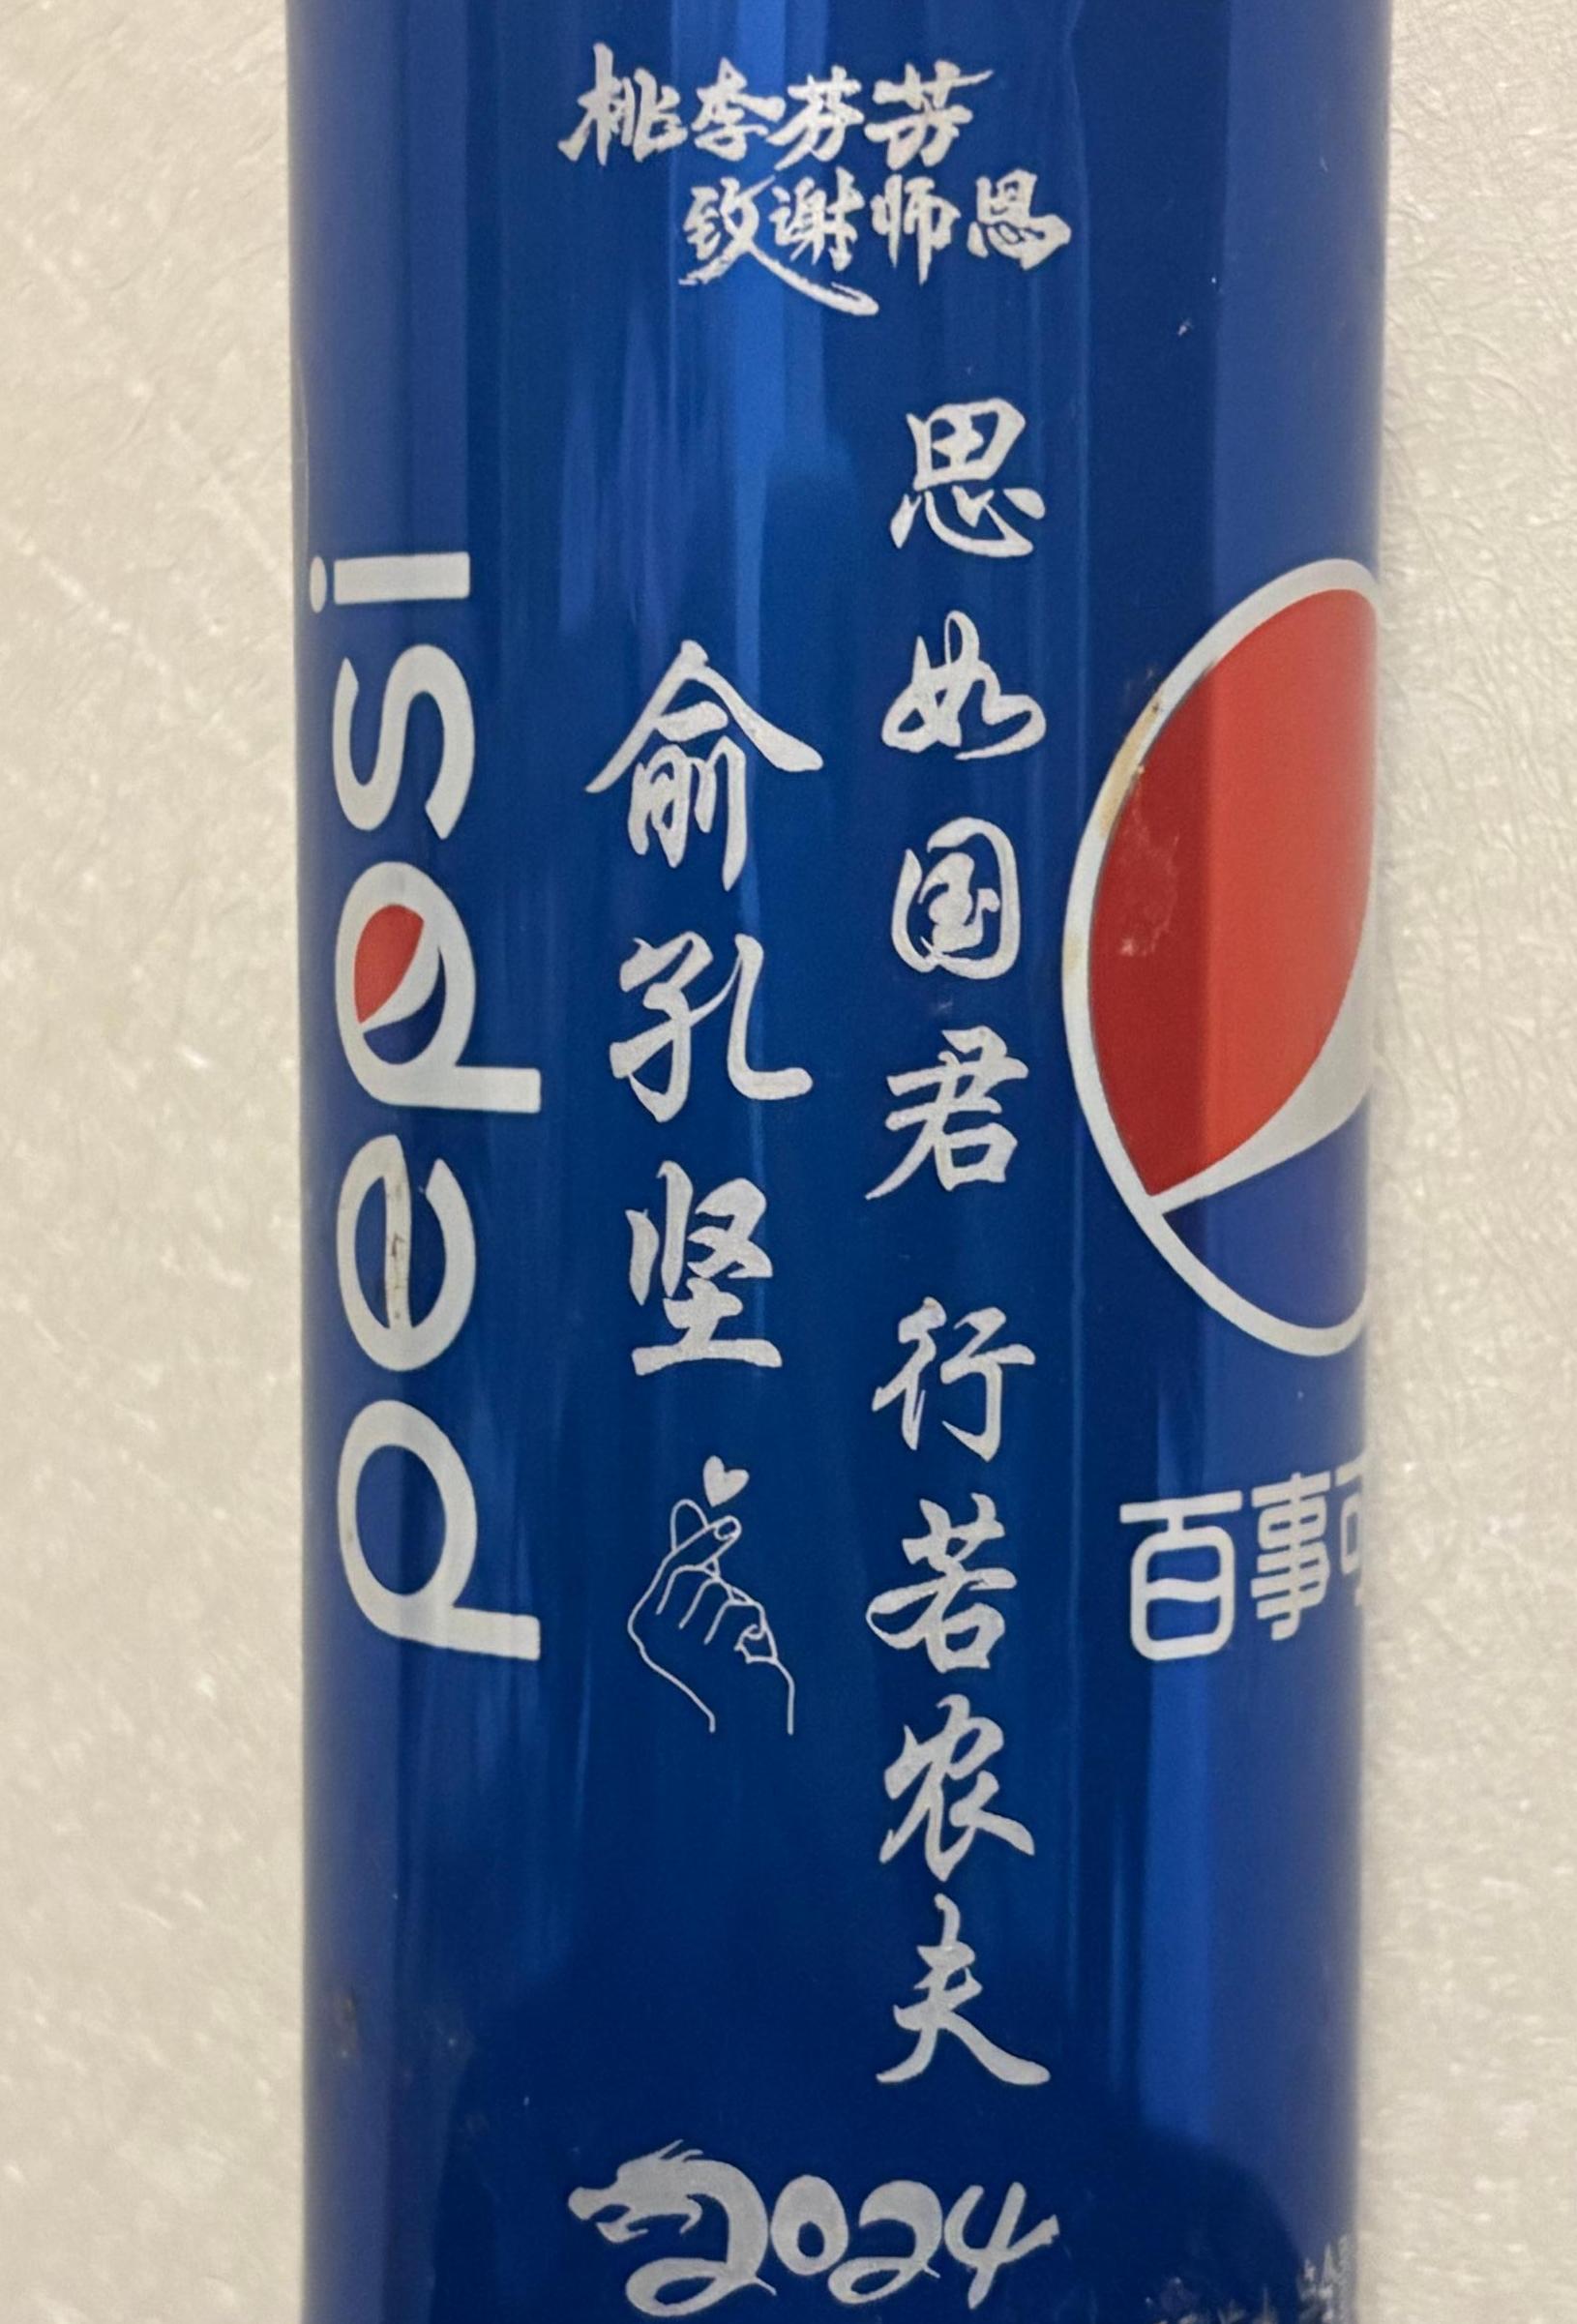 桃李芬芳
致谢师恩
思如国君 行若农夫
俞孔坚
pepsi
百事可
2024